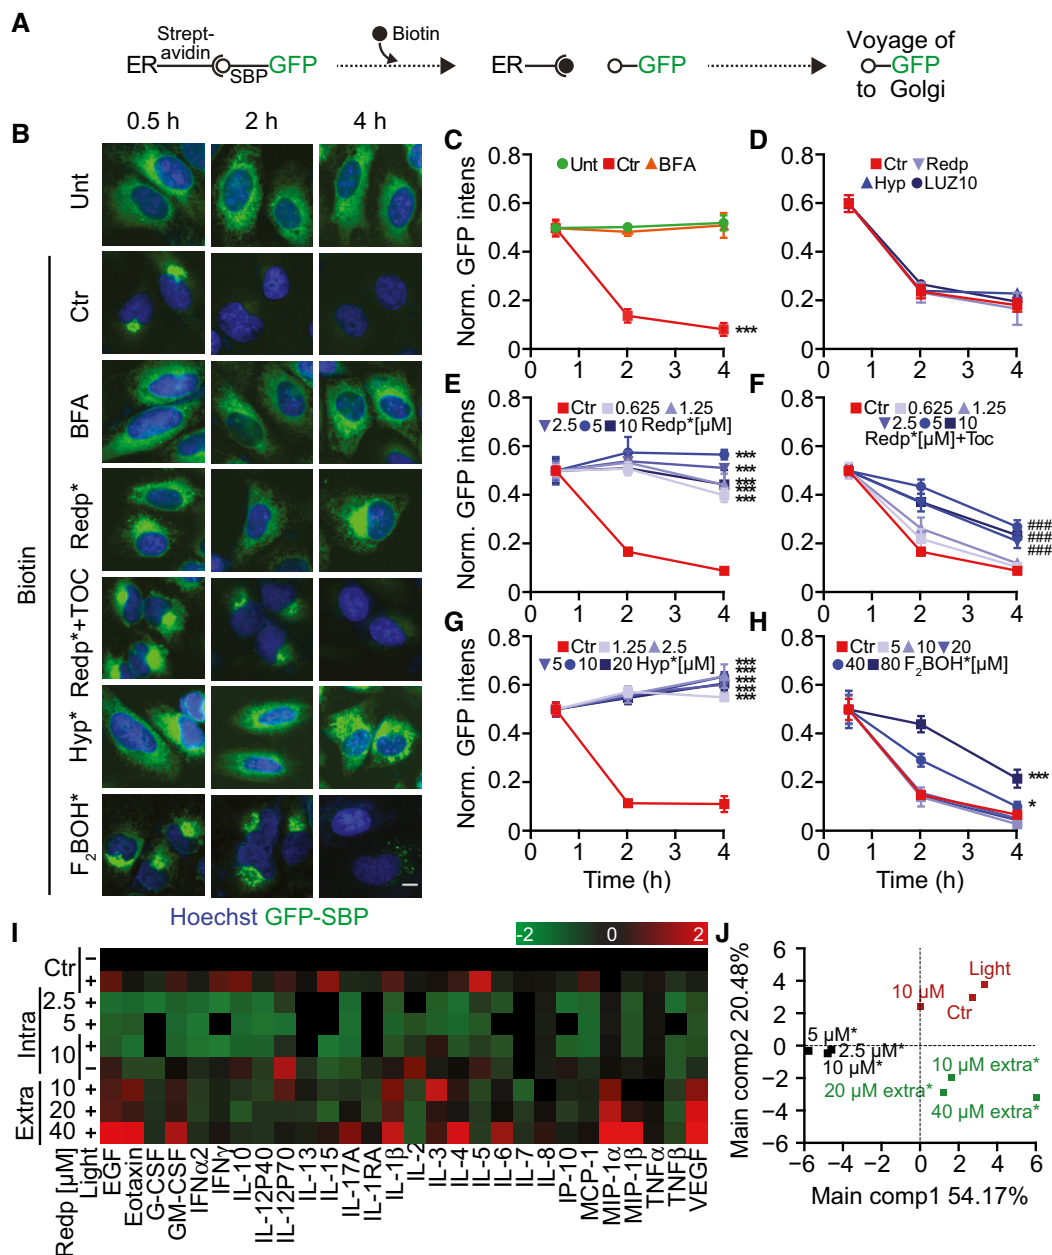 A
Strept-
avidin
ER
SBP
GFP
Biotin
ER
GFP
Voyage of
GFP
to Golgi
B
0.5 h 2 h 4 h
Unt
Biotin
Ctr
BFA
Redp*
Redp*+TOC
Hyp*
F₂BOH*
Hoechst GFP-SBP
C
Norm. GFP intens
Unt Ctr BFA
0.8
0.6
0.4
0.2
0
***
0 1 2 3 4
D
Ctr Redp
Hyp LUZ10
0.8
0.6
0.4
0.2
0
0 1 2 3 4
E
Norm. GFP intens
Ctr 0.625 1.25
2.5 5 10 Redp*[µM]
0.8
0.6
0.4
0.2
0
***
***
***
***
***
0 1 2 3 4
F
Ctr 0.625 1.25
2.5 5 10
Redp*[µM]+Toc
0.8
0.6
0.4
0.2
0
###
###
###
0 1 2 3 4
G
Norm. GFP intens
Ctr 1.25 2.5
5 10 20 Hyp*[µM]
0.8
0.6
0.4
0.2
0
***
***
***
***
***
0 1 2 3 4
Time (h)
H
Ctr 5 10 20
40 80 F₂BOH*[µM]
0.8
0.6
0.4
0.2
0
***
*
0 1 2 3 4
Time (h)
I
-2 0 2
Ctr
−
+
Intra
2.5 +
5 +
10 +
−
Extra
10 +
20 +
40 +
Redp [µM]
Light
EGF
Eotaxin
G-CSF
GM-CSF
IFNα2
IFNγ
IL-10
IL-12P40
IL-12P70
IL-13
IL-15
IL-17A
IL-1RA
IL-1β
IL-2
IL-3
IL-4
IL-5
IL-6
IL-7
IL-8
IP-10
MCP-1
MIP-1α
MIP-1β
TNFα
TNFβ
VEGF
J
Main comp2 20.48%
6
4
2
0
−2
−4
−6
Light
10 µM
Ctr
5 µM*
2.5 µM*
10 µM*
10 µM extra*
20 µM extra*
40 µM extra*
−6 −4 −2 0 2 4 6
Main comp1 54.17%